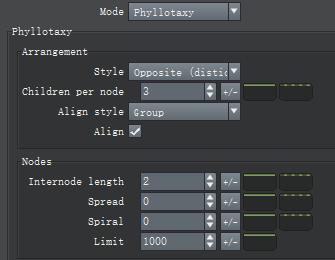 Mode Phyllotaxy
Phyllotaxy
Arrangement
Style Opposite (distic
Children per node 3 +/-
Align style Group
Align
Nodes
Internode length 2 +/-
Spread 0 +/-
Spiral 0 +/-
Limit 1000 +/-